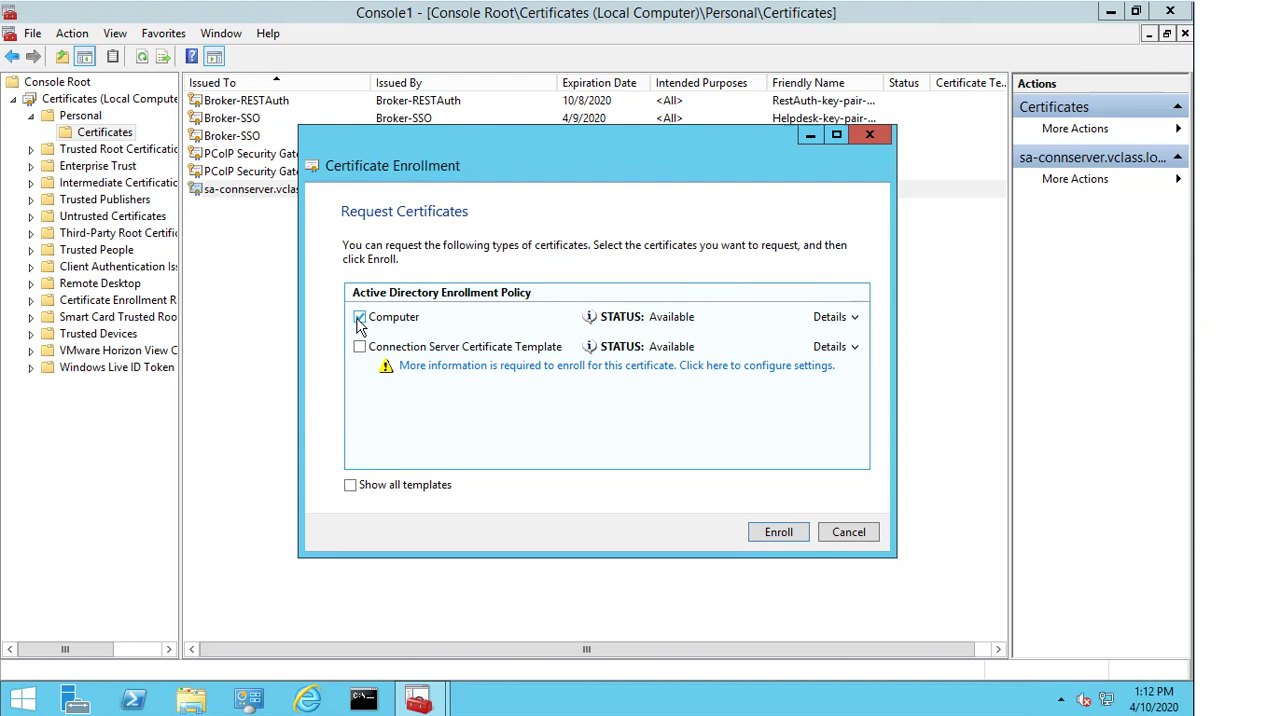 Console1 - [Console Root\Certificates (Local Computer)\Personal\Certificates]
File Action View Favorites Window Help
Console Root
Certificates (Local Compute
Personal
Certificates
Trusted Root Certificatio
Enterprise Trust
Intermediate Certificatio
Trusted Publishers
Untrusted Certificates
Third-Party Root Certific
Trusted People
Client Authentication Iss
Remote Desktop
Certificate Enrollment R
Smart Card Trusted Roo
Trusted Devices
VMware Horizon View C
Windows Live ID Token
Issued To Issued By Expiration Date Intended Purposes Friendly Name Status Certificate Te...
Broker-RESTAuth Broker-RESTAuth 10/8/2020 <All> RestAuth-key-pair-...
Broker-SSO Broker-SSO 4/9/2020 <All> Helpdesk-key-pair-...
Broker-SSO
PCoIP Security Gate
PCoIP Security Gate
sa-connserver.vclas
Certificate Enrollment
Request Certificates
You can request the following types of certificates. Select the certificates you want to request, and then
click Enroll.
Active Directory Enrollment Policy
Computer STATUS: Available Details
Connection Server Certificate Template STATUS: Available Details
More information is required to enroll for this certificate. Click here to configure settings.
Show all templates
Enroll Cancel
Actions
Certificates
More Actions
sa-connserver.vclass.lo...
More Actions
1:12 PM
4/10/2020